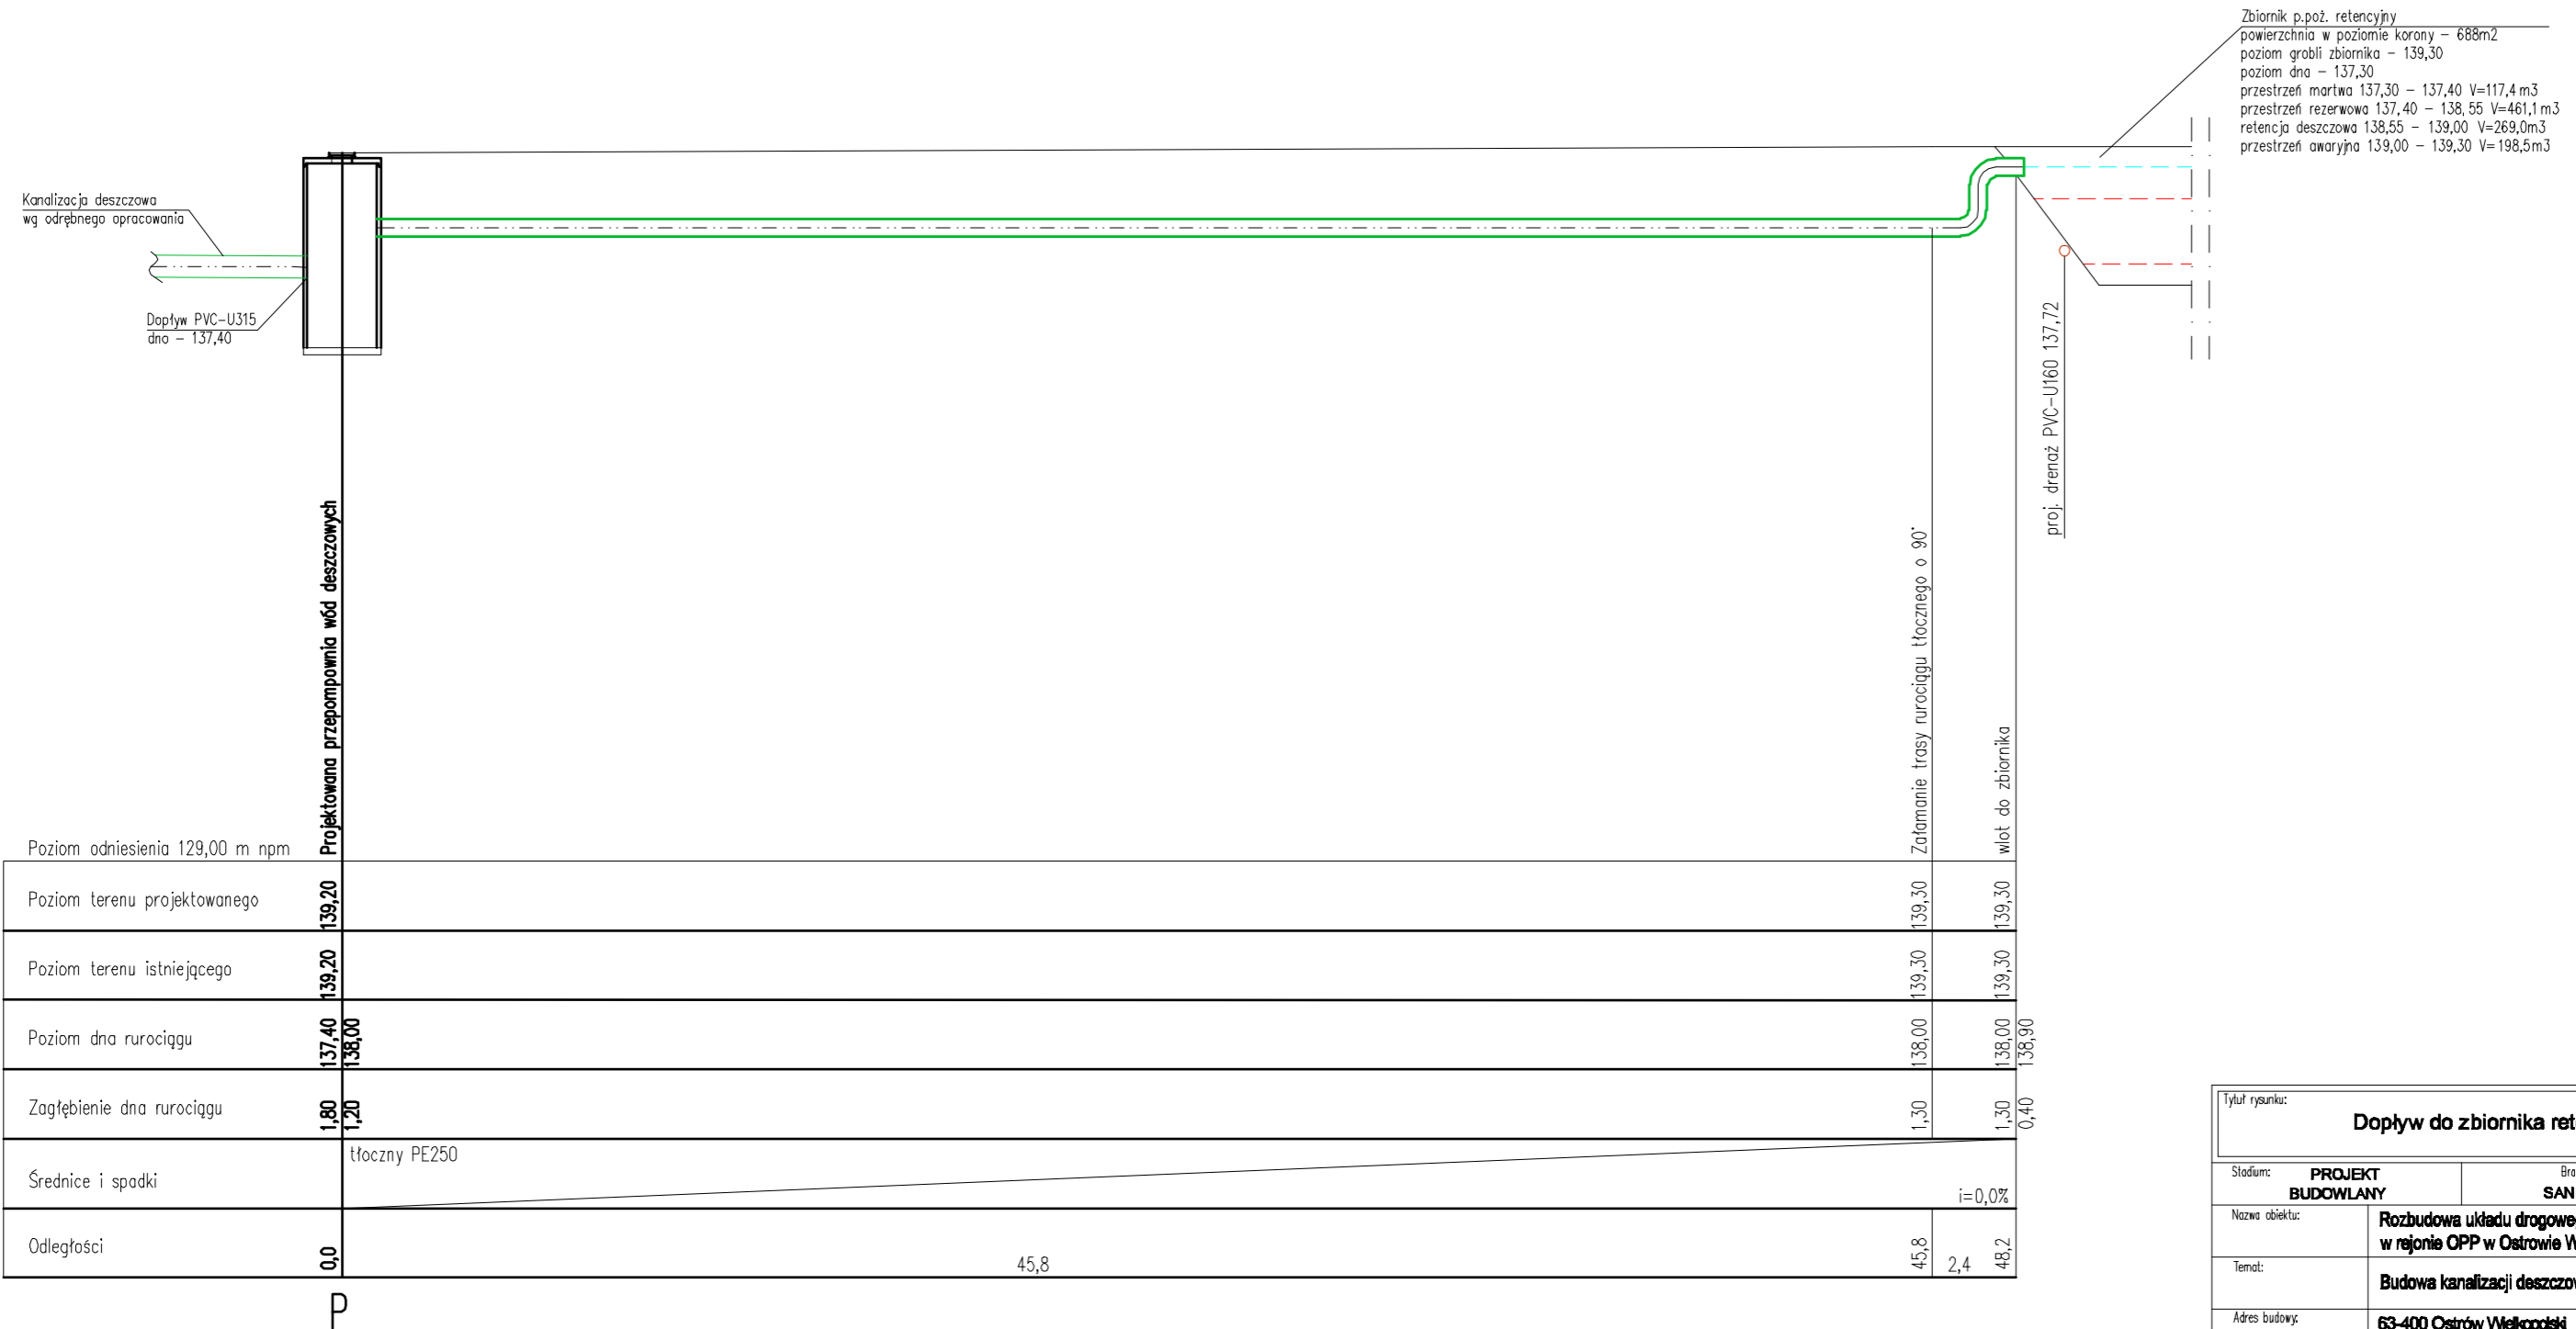 Zbiornik p.poż. retencyjny
powierzchnia w poziomie korony – 688m2
poziom grobli zbiornika – 139,30
poziom dna – 137,30
przestrzeń martwa 137,30 – 137,40 V=117,4 m3
przestrzeń rezerwowa 137,40 – 138,55 V=461,1 m3
retencja deszczowa 138,55 – 139,00 V=269,0m3
przestrzeń awaryjna 139,00 – 139,30 V=198,5m3
Kanalizacja deszczowa
wg odrębnego opracowania
Dopływ PVC-U315
dno – 137,40
proj. drenaż PVC-U160 137,72
Projektowana przepompownia wód deszczowych
Załamanie trasy rurociągu tłocznego o 90°
wlot do zbiornika
Poziom odniesienia 129,00 m npm
Poziom terenu projektowanego 139,20 139,30 139,30
Poziom terenu istniejącego 139,20 139,30 139,30
Poziom dna rurociągu 137,40 138,00 138,00 138,00 138,90
Zagłębienie dna rurociągu 1,80 1,20 1,30 1,30 0,40
Średnice i spadki tłoczny PE250 i=0,0%
Odległości 0,0 45,8 45,8 2,4 48,2
P
Tytuł rysunku:
Dopływ do zbiornika ret
Stadium: PROJEKT
BUDOWLANY
Bra
SAN
Nazwa obiektu: Rozbudowa układu drogowe
w rejonie OPP w Ostrowie W
Temat: Budowa kanalizacji deszczo
Adres budowy: 63-400 Ostrów Wielkopolski